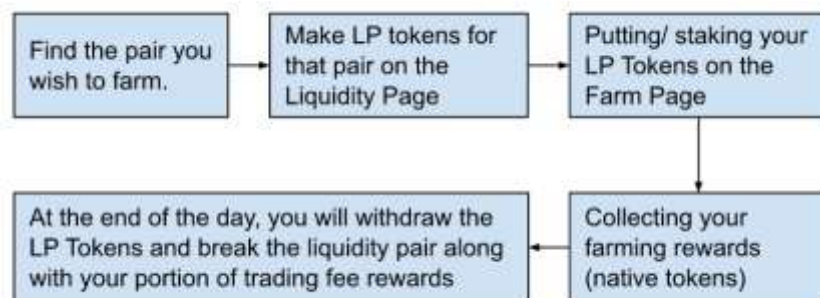 Find the pair you
wish to farm.
Make LP tokens for
that pair on the
Liquidity Page
Putting/ staking your
LP Tokens on the
Farm Page
Collecting your
farming rewards
(native tokens)
At the end of the day, you will withdraw the
LP Tokens and break the liquidity pair along
with your portion of trading fee rewards